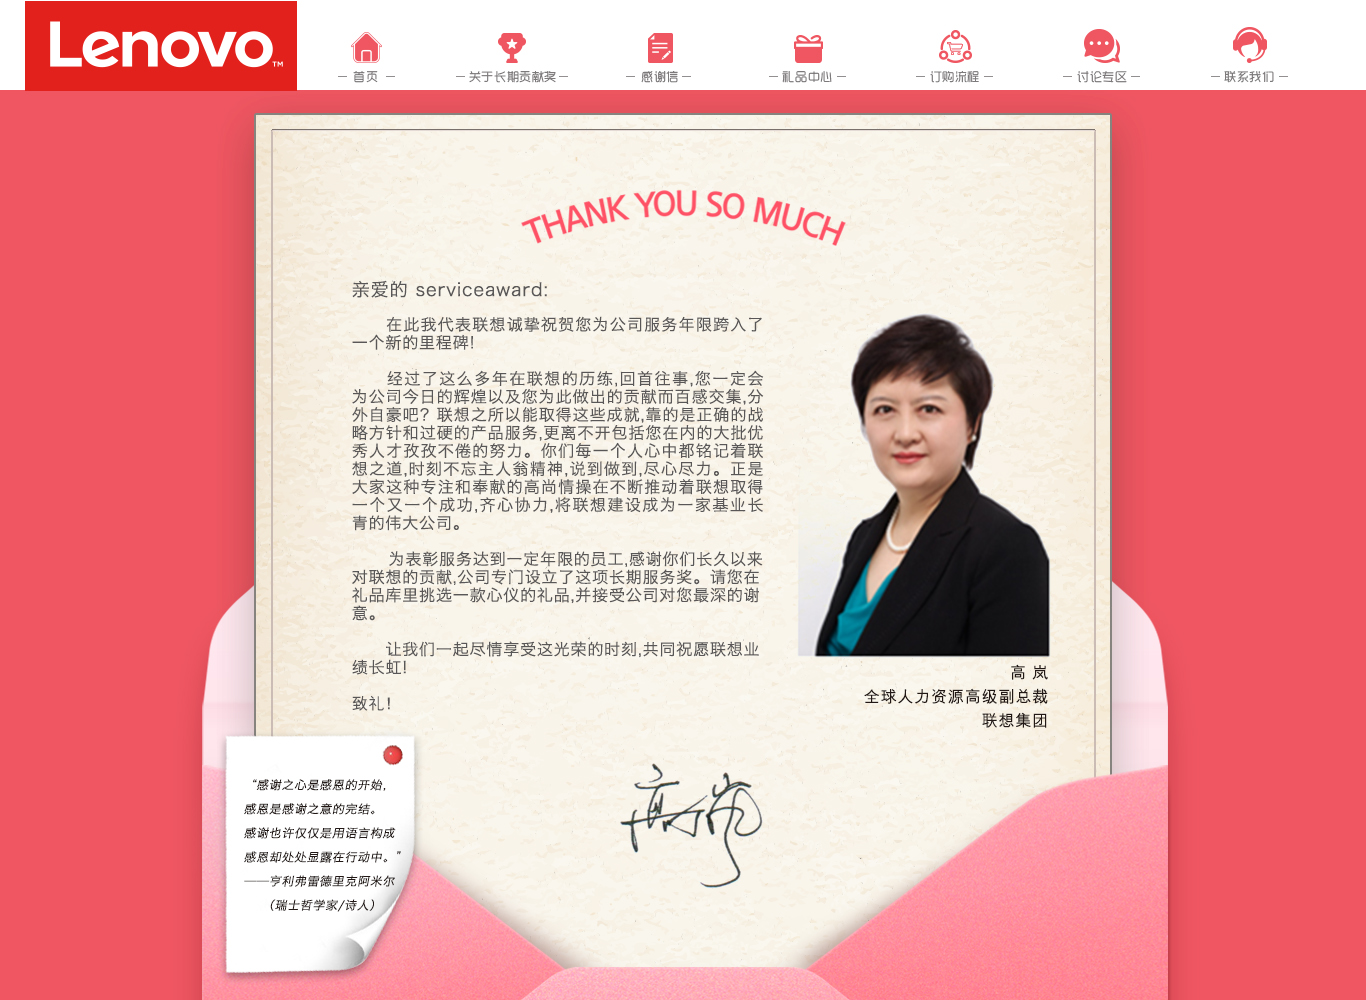 Lenovo™
首页
关于长期贡献奖
感谢信
礼品中心
订购流程
讨论专区
联系我们
THANK YOU SO MUCH
亲爱的 serviceaward:
在此我代表联想诚挚祝贺您为公司服务年限跨入了
一个新的里程碑!
经过了这么多年在联想的历练,回首往事,您一定会
为公司今日的辉煌以及您为此做出的贡献而百感交集,分
外自豪吧？联想之所以能取得这些成就,靠的是正确的战
略方针和过硬的产品服务,更离不开包括您在内的大批优
秀人才孜孜不倦的努力。你们每一个人心中都铭记着联
想之道,时刻不忘主人翁精神,说到做到,尽心尽力。正是
大家这种专注和奉献的高尚情操在不断推动着联想取得
一个又一个成功,齐心协力,将联想建设成为一家基业长
青的伟大公司。
为表彰服务达到一定年限的员工,感谢你们长久以来
对联想的贡献,公司专门设立了这项长期服务奖。请您在
礼品库里挑选一款心仪的礼品,并接受公司对您最深的谢
意。
让我们一起尽情享受这光荣的时刻,共同祝愿联想业
绩长虹!
致礼！
高 岚
全球人力资源高级副总裁
联想集团
高岚
“感谢之心是感恩的开始,
感恩是感谢之意的完结。
感谢也许仅仅是用语言构成
感恩却处处显露在行动中。”
——亨利弗雷德里克阿米尔
（瑞士哲学家/诗人）